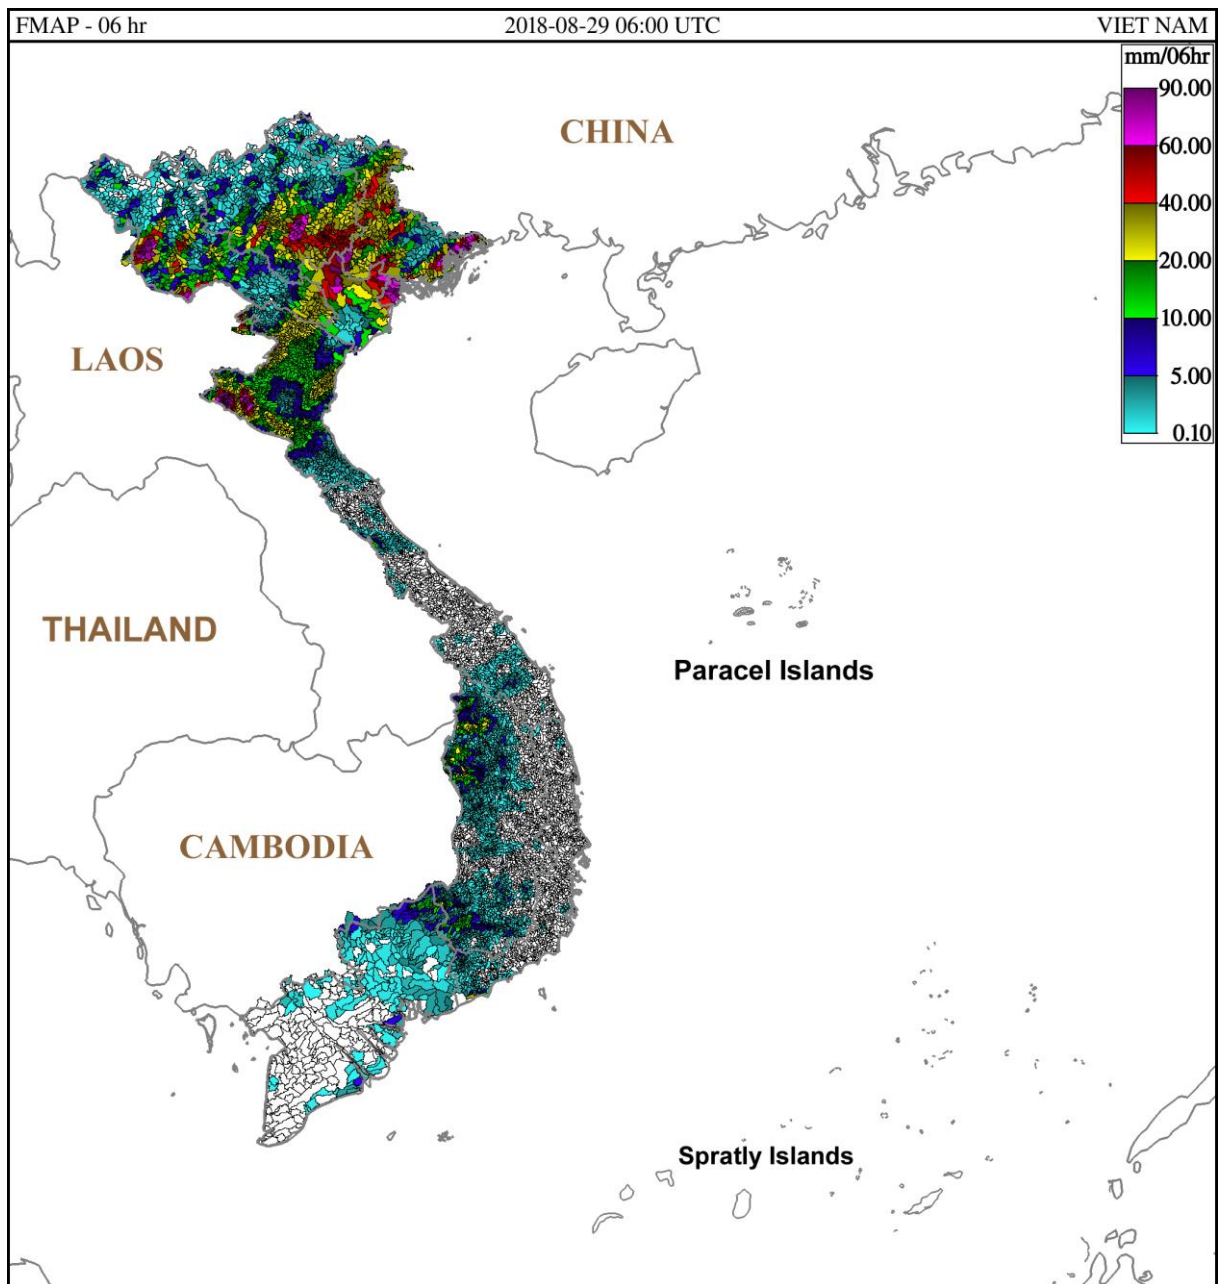 FMAP - 06 hr 2018-08-29 06:00 UTC VIET NAM
mm/06hr
90.00
60.00
40.00
20.00
10.00
5.00
0.10
CHINA
LAOS
THAILAND
Paracel Islands
CAMBODIA
Spratly Islands